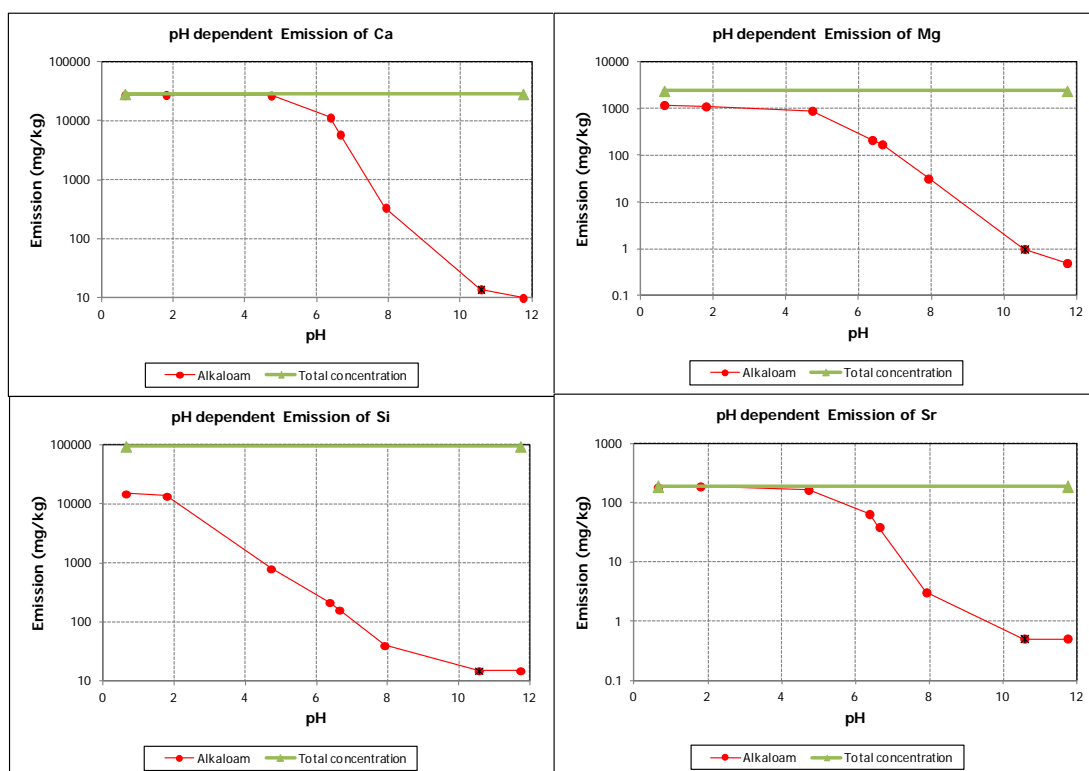 pH dependent Emission of Ca
100000
10000
1000
100
10
Emission (mg/kg)
0 2 4 6 8 10 12
pH
Alkaloam Total concentration
pH dependent Emission of Mg
10000
1000
100
10
1
0.1
Emission (mg/kg)
0 2 4 6 8 10 12
pH
Alkaloam Total concentration
pH dependent Emission of Si
100000
10000
1000
100
10
Emission (mg/kg)
0 2 4 6 8 10 12
pH
Alkaloam Total concentration
pH dependent Emission of Sr
1000
100
10
1
0.1
Emission (mg/kg)
0 2 4 6 8 10 12
pH
Alkaloam Total concentration